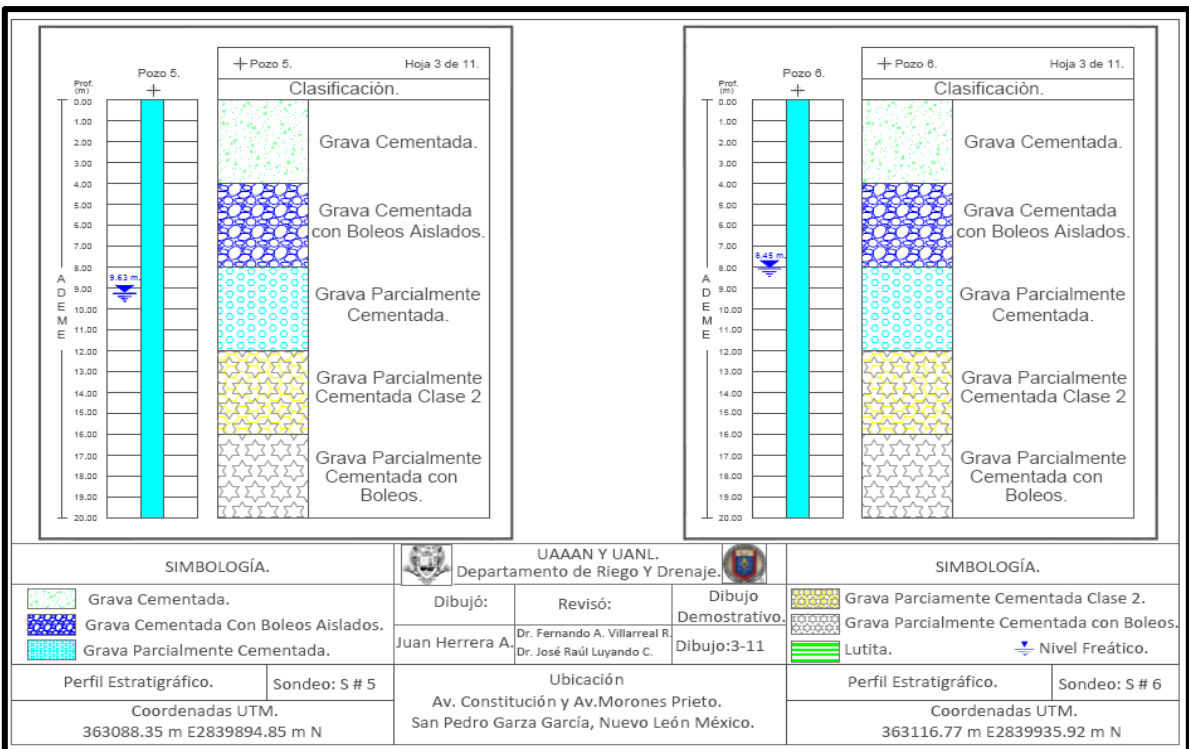 Pozo 5.
Prof.
(m)
0.00
1.00
2.00
3.00
4.00
5.00
6.00
7.00
8.00
9.00
10.00
11.00
12.00
13.00
14.00
15.00
16.00
17.00
18.00
19.00
20.00
A
D
E
M
E
9.63 m.
Pozo 5. Hoja 3 de 11.
Clasificaciòn.
Grava Cementada.
Grava Cementada
con Boleos Aislados.
Grava Parcialmente
Cementada.
Grava Parcialmente
Cementada Clase 2
Grava Parcialmente
Cementada con
Boleos.
Pozo 6.
Prof.
(m)
0.00
1.00
2.00
3.00
4.00
5.00
6.00
7.00
8.00
9.00
10.00
11.00
12.00
13.00
14.00
15.00
16.00
17.00
18.00
19.00
20.00
A
D
E
M
E
8.45 m.
Pozo 6. Hoja 3 de 11.
Clasificaciòn.
Grava Cementada.
Grava Cementada
con Boleos Aislados.
Grava Parcialmente
Cementada.
Grava Parcialmente
Cementada Clase 2
Grava Parcialmente
Cementada con
Boleos.
SIMBOLOGÍA.
Grava Cementada.
Grava Cementada Con Boleos Aislados.
Grava Parcialmente Cementada.
Perfil Estratigráfico.
Sondeo: S # 5
Coordenadas UTM.
363088.35 m E2839894.85 m N
UAAAN Y UANL.
Departamento de Riego Y Drenaje.
Dibujó:
Revisó:
Dibujo
Demostrativo.
Juan Herrera A.
Dr. Fernando A. Villarreal R.
Dr. José Raúl Luyando C.
Dibujo:3-11
Ubicación
Av. Constitución y Av.Morones Prieto.
San Pedro Garza García, Nuevo León México.
SIMBOLOGÍA.
Grava Parciamente Cementada Clase 2.
Grava Parcialmente Cementada con Boleos.
Lutita.
Nivel Freático.
Perfil Estratigráfico.
Sondeo: S # 6
Coordenadas UTM.
363116.77 m E2839935.92 m N